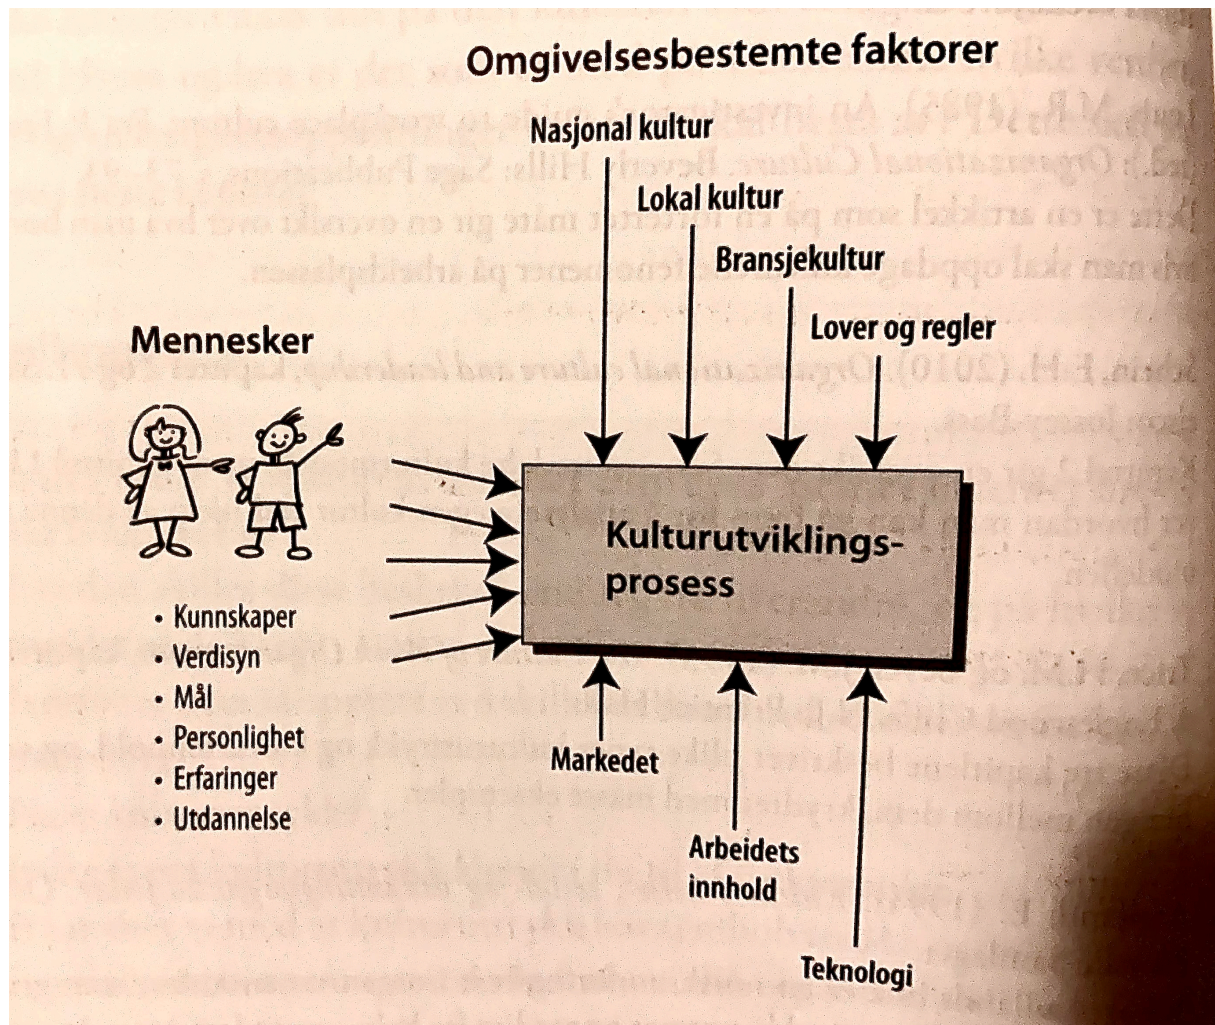 Omgivelsesbestemte faktorer
Nasjonal kultur
Lokal kultur
Bransjekultur
Lover og regler
Mennesker
Kulturutviklings-
prosess
• Kunnskaper
• Verdisyn
• Mål
• Personlighet
• Erfaringer
• Utdannelse
Markedet
Arbeidets
innhold
Teknologi